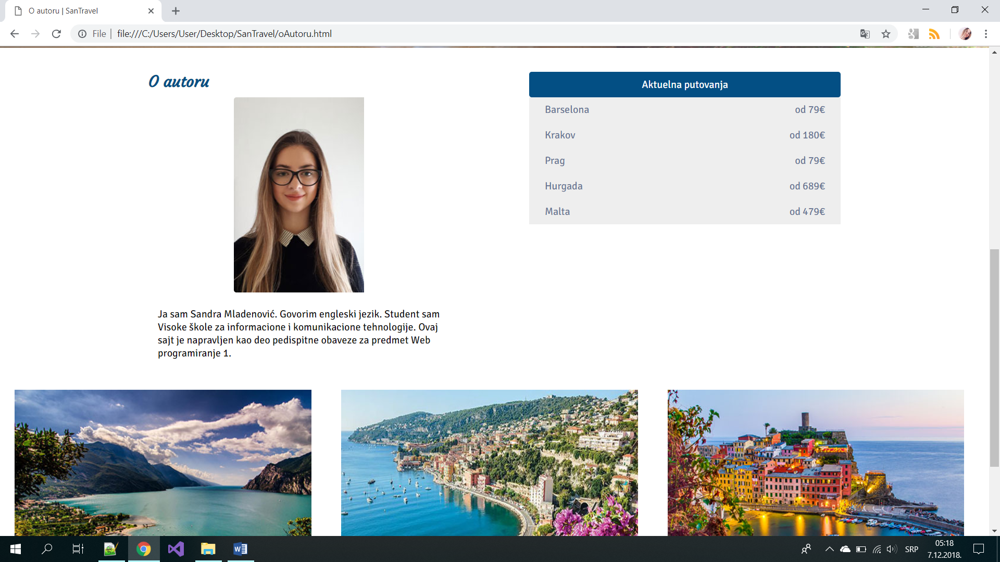 O autoru | SanTravel
File | file:///C:/Users/User/Desktop/SanTravel/oAutoru.html
O autoru
Ja sam Sandra Mladenović. Govorim engleski jezik. Student sam
Visoke škole za informacione i komunikacione tehnologije. Ovaj
sajt je napravljen kao deo pedispitne obaveze za predmet Web
programiranje 1.
Aktuelna putovanja
Barselona od 79€
Krakov od 180€
Prag od 79€
Hurgada od 689€
Malta od 479€
SRP
05:18
7.12.2018.